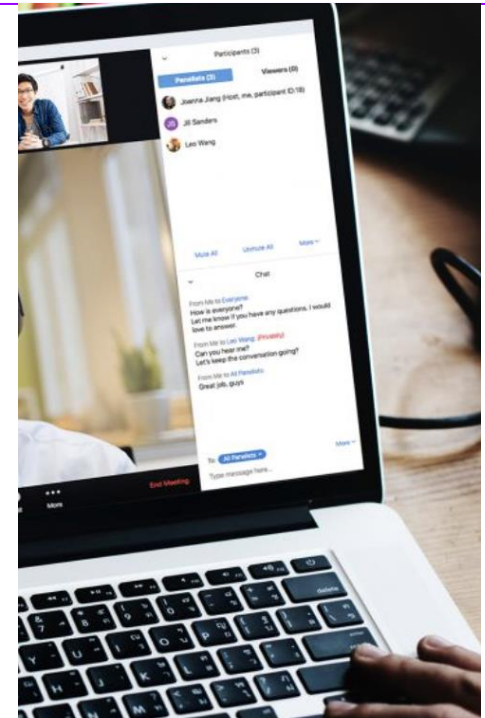 Participants (3)
Panelists (3)
Viewers (0)
Joanna Jiang (Host, me, participant ID:18)
JS
Jill Sanders
Leo Wang
Mute All
Unmute All
More
Chat
From Me to Everyone:
How is everyone?
Let me know if you have any questions. I would
love to answer.
From Me to Leo Wang: (Privately)
Can you hear me?
Let's keep the conversation going?
From Me to All Panelists:
Great job, guys
To
All Panelists
More
Type message here...
More
End Meeting
delete